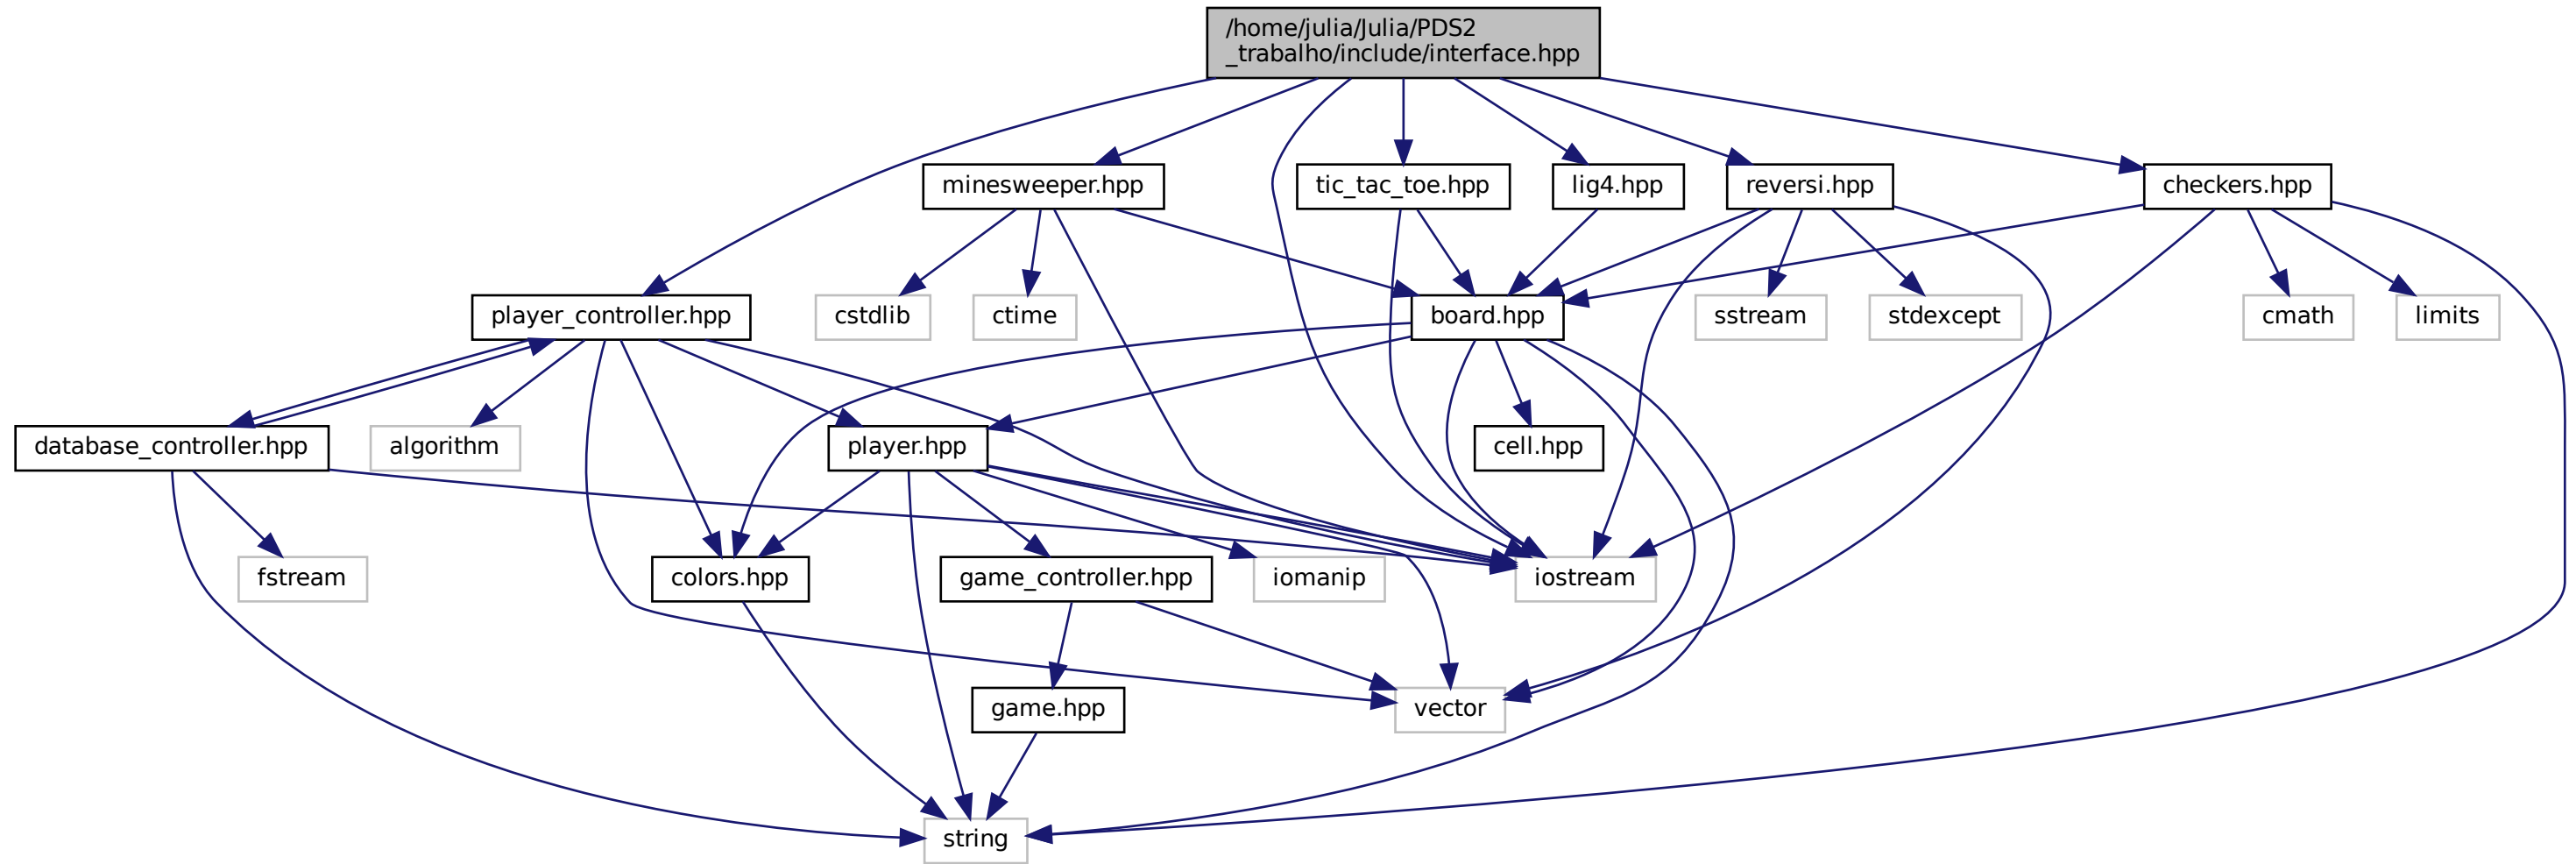 /home/julia/Julia/PDS2
_trabalho/include/interface.hpp
minesweeper.hpp
tic_tac_toe.hpp
lig4.hpp
reversi.hpp
checkers.hpp
player_controller.hpp
cstdlib
ctime
board.hpp
sstream
stdexcept
cmath
limits
database_controller.hpp
algorithm
player.hpp
cell.hpp
fstream
colors.hpp
game_controller.hpp
iomanip
iostream
game.hpp
vector
string